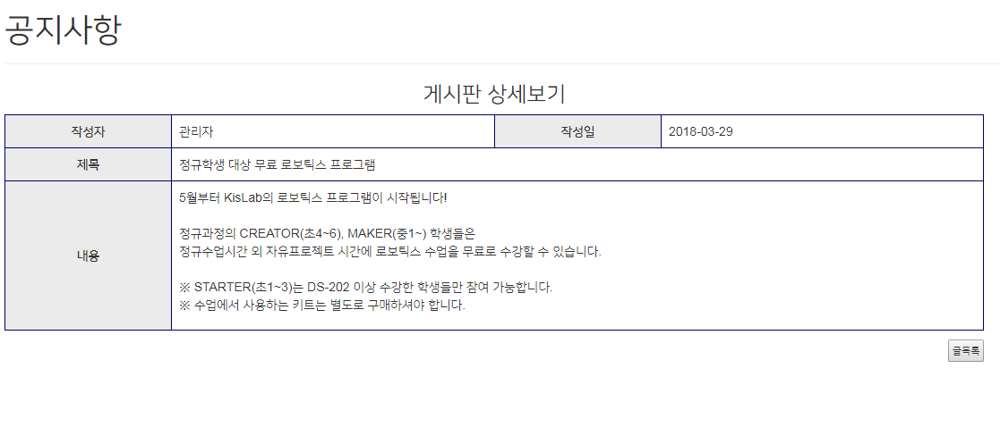 공지사항
게시판 상세보기
작성자 관리자 작성일 2018-03-29
제목 정규학생 대상 무료 로보틱스 프로그램
내용
5월부터 KisLab의 로보틱스 프로그램이 시작됩니다!
정규과정의 CREATOR(초4~6), MAKER(중1~) 학생들은
정규수업시간 외 자유프로젝트 시간에 로보틱스 수업을 무료로 수강할 수 있습니다.
※ STARTER(초1~3)는 DS-202 이상 수강한 학생들만 참여 가능합니다.
※ 수업에서 사용하는 키트는 별도로 구매하셔야 합니다.
글목록